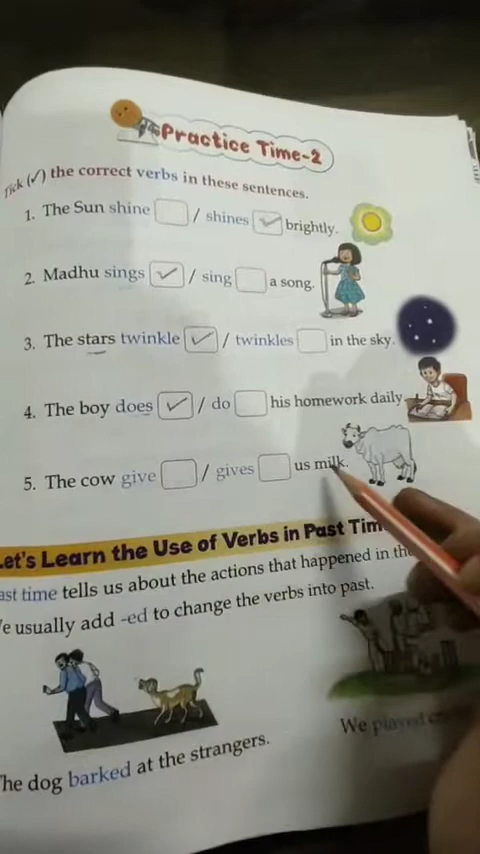 Practice Time-2
Tick (✓) the correct verbs in these sentences.
1. The Sun shine / shines ✓ brightly.
2. Madhu sings ✓ / sing a song.
3. The stars twinkle ✓ / twinkles in the sky.
4. The boy does ✓ / do his homework daily.
5. The cow give / gives us milk.
Let's Learn the Use of Verbs in Past Tim
ast time tells us about the actions that happened in the
e usually add -ed to change the verbs into past.
We played
The dog barked at the strangers.